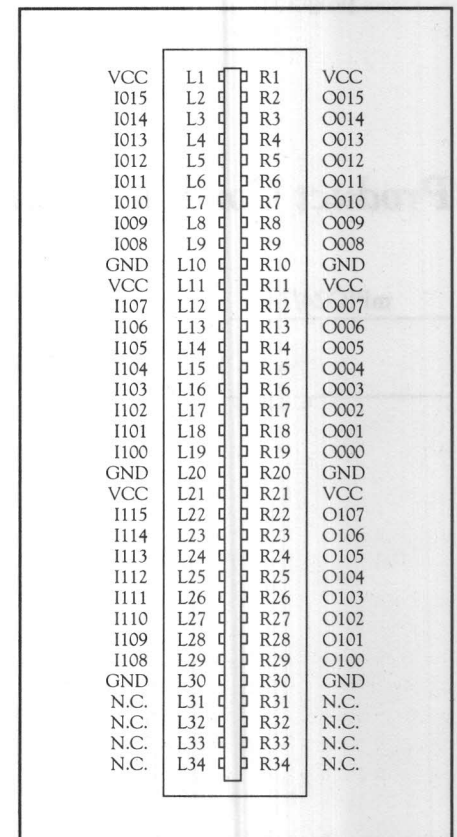 VCC L1 R1 VCC
I015 L2 R2 O015
I014 L3 R3 O014
I013 L4 R4 O013
I012 L5 R5 O012
I011 L6 R6 O011
I010 L7 R7 O010
I009 L8 R8 O009
I008 L9 R9 O008
GND L10 R10 GND
VCC L11 R11 VCC
I107 L12 R12 O007
I106 L13 R13 O006
I105 L14 R14 O005
I104 L15 R15 O004
I103 L16 R16 O003
I102 L17 R17 O002
I101 L18 R18 O001
I100 L19 R19 O000
GND L20 R20 GND
VCC L21 R21 VCC
I115 L22 R22 O107
I114 L23 R23 O106
I113 L24 R24 O105
I112 L25 R25 O104
I111 L26 R26 O103
I110 L27 R27 O102
I109 L28 R28 O101
I108 L29 R29 O100
GND L30 R30 GND
N.C. L31 R31 N.C.
N.C. L32 R32 N.C.
N.C. L33 R33 N.C.
N.C. L34 R34 N.C.